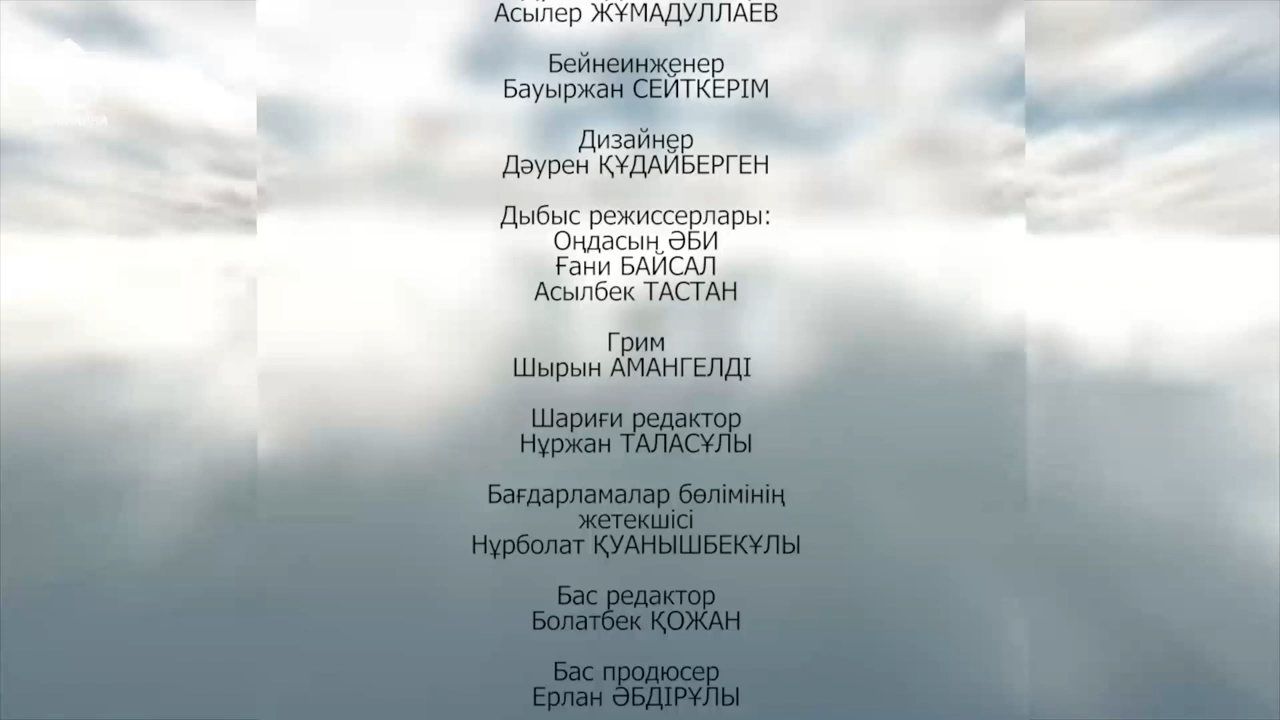 Асылер ЖҰМАДУЛЛАЕВ
Бейнеинженер
Бауыржан СЕЙТКЕРІМ
Дизайнер
Дәурен ҚҰДАЙБЕРГЕН
Дыбыс режиссерлары:
Оңдасын ӘБИ
Ғани БАЙСАЛ
Асылбек ТАСТАН
Грим
Шырын АМАНГЕЛДІ
Шариғи редактор
Нұржан ТАЛАСҰЛЫ
Бағдарламалар бөлімінің
жетекшісі
Нұрболат ҚУАНЫШБЕКҰЛЫ
Бас редактор
Болатбек ҚОЖАН
Бас продюсер
Ерлан ӘБДІРҰЛЫ